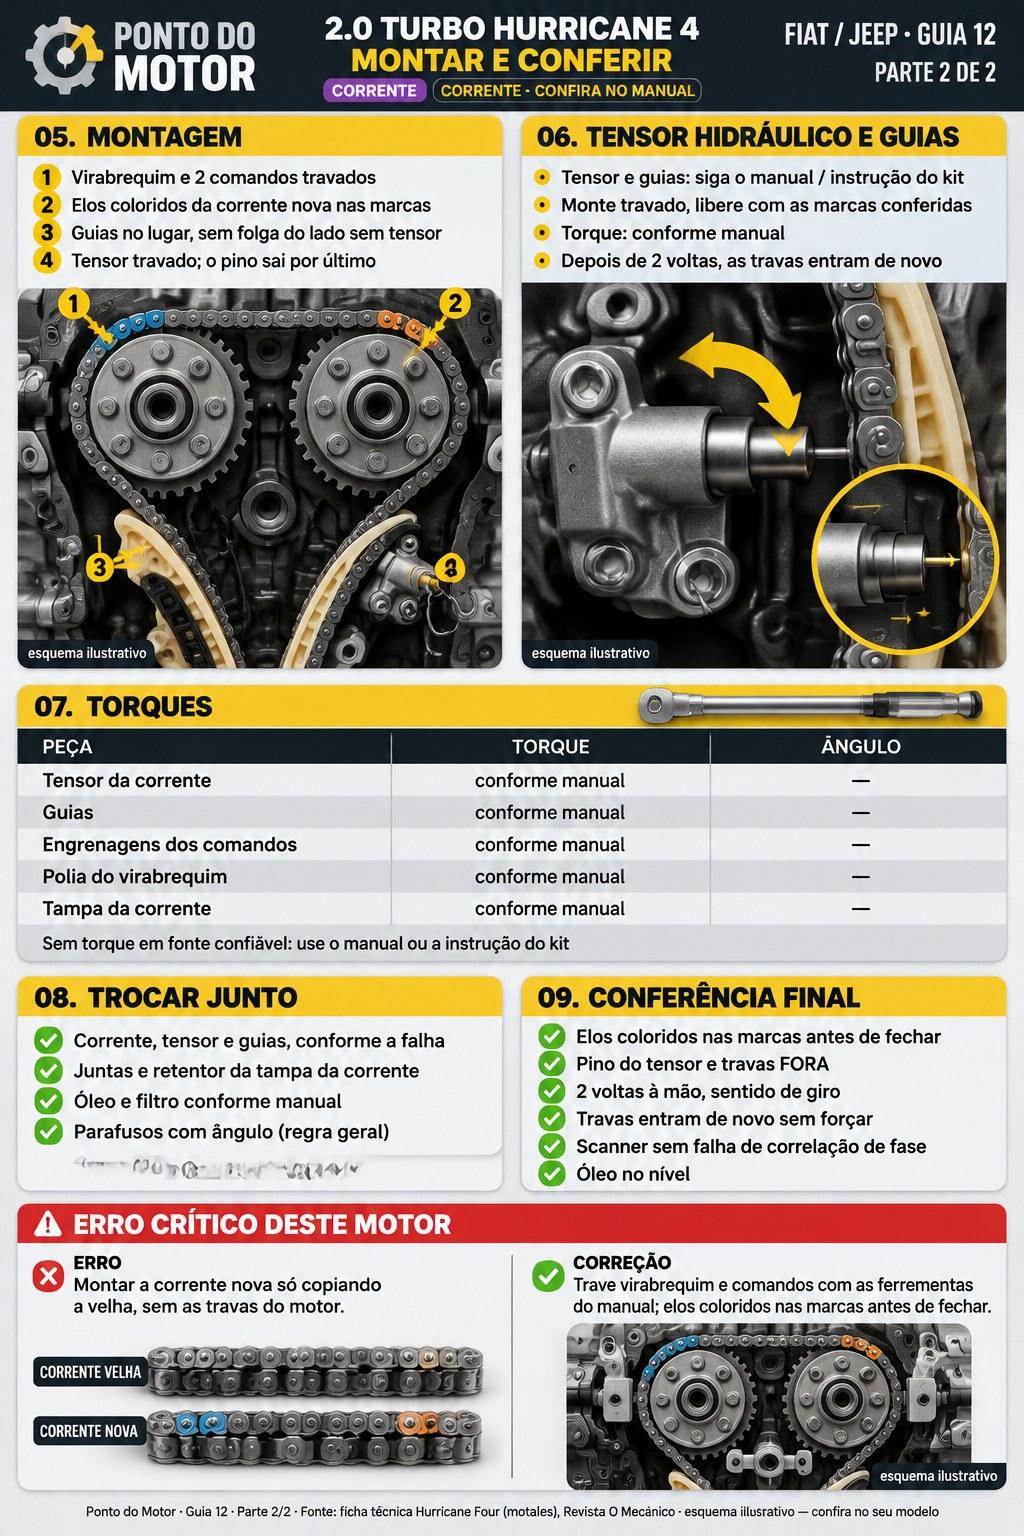 PONTO DO
MOTOR
2.0 TURBO HURRICANE 4
MONTAR E CONFERIR
CORRENTE
CORRENTE - CONFIRA NO MANUAL
FIAT / JEEP · GUIA 12
PARTE 2 DE 2
05. MONTAGEM
1 Virabrequim e 2 comandos travados
2 Elos coloridos da corrente nova nas marcas
3 Guias no lugar, sem folga do lado sem tensor
4 Tensor travado; o pino sai por último
1
2
3
esquema ilustrativo
06. TENSOR HIDRÁULICO E GUIAS
Tensor e guias: siga o manual / instrução do kit
Monte travado, libere com as marcas conferidas
Torque: conforme manual
Depois de 2 voltas, as travas entram de novo
esquema ilustrativo
07. TORQUES
PEÇA TORQUE ÂNGULO
Tensor da corrente conforme manual —
Guias conforme manual —
Engrenagens dos comandos conforme manual —
Polia do virabrequim conforme manual —
Tampa da corrente conforme manual —
Sem torque em fonte confiăvel: use o manual ou a instrução do kit
08. TROCAR JUNTO
Corrente, tensor e guias, conforme a falha
Juntas e retentor da tampa da corrente
Óleo e filtro conforme manual
Parafusos com ângulo (regra geral)
09. CONFERÊNCIA FINAL
Elos coloridos nas marcas antes de fechar
Pino do tensor e travas FORA
2 voltas à mão, sentido de giro
Travas entram de novo sem forçar
Scanner sem falha de correlação de fase
Óleo no nível
ERRO CRÍTICO DESTE MOTOR
ERRO
Montar a corrente nova só copiando
a velha, sem as travas do motor.
CORRENTE VELHA
CORRENTE NOVA
CORREÇÃO
Trave virabrequim e comandos com as ferrementas
do manual; elos coloridos nas marcas antes de fechar.
esquema ilustrativo
Ponto do Motor · Guia 12 · Parte 2/2 · Fonte: ficha técnica Hurricane Four (motales), Revista O Mecânico · esquema illusrativo — confira no seu modelo